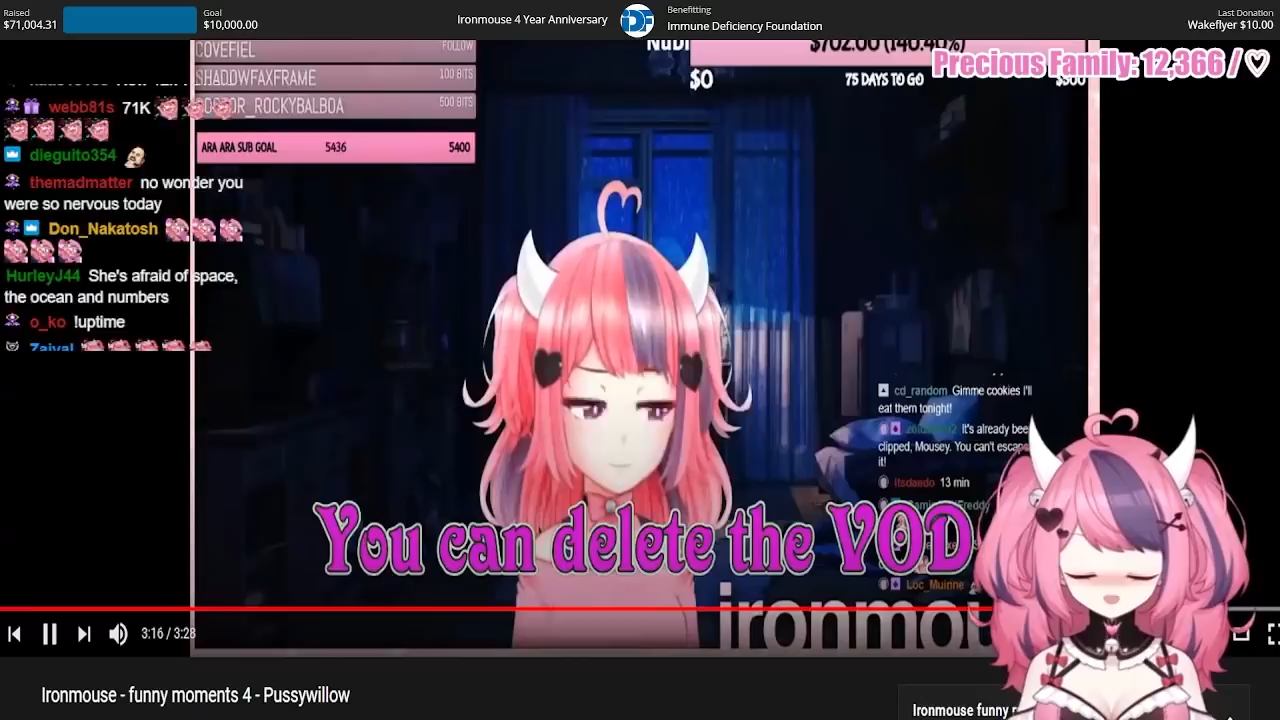 Raised
$71,004.31
Goal
$10,000.00
Ironmouse 4 Year Anniversary
Benefitting
Immune Deficiency Foundation
Last Donation
Wakeflyer $10.00
COVEFIEL
FOLLOW
SHADOWFAXFRAME
100 BITS
ROCKYBALBOA
500 BITS
ARA ARA SUB GOAL 5436 5400
$702.00 (140.40%)
$0 75 DAYS TO GO $500
Precious Family: 12,366 / ♡
webb81s 71K
dieguito354
themadmatter no wonder you
were so nervous today
Don_Nakatosh
HurleyJ44 She's afraid of space,
the ocean and numbers
o_ko !uptime
Zaiyal
cd_random Gimme cookies I'll
eat them tonight!
It's already bee
clipped, Mousey. You can't escape
it!
itsdaedo 13 min
Loc_Muinne
You can delete the VOD
ironmou
3:16 / 3:28
Ironmouse - funny moments 4 - Pussywillow
Ironmouse funny